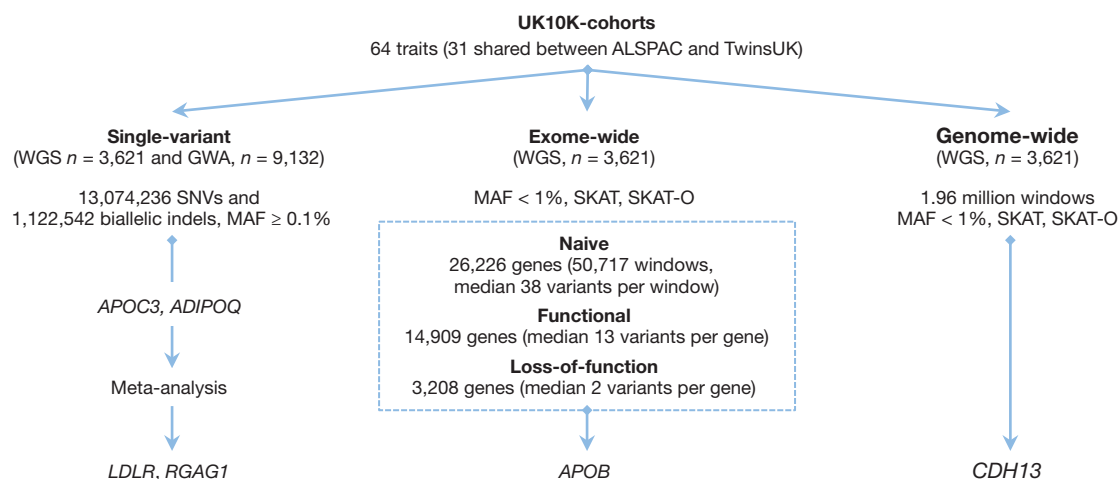 UK10K-cohorts
64 traits (31 shared between ALSPAC and TwinsUK)
Single-variant
(WGS n = 3,621 and GWA, n = 9,132)
13,074,236 SNVs and
1,122,542 biallelic indels, MAF ≥ 0.1%
APOC3, ADIPOQ
Meta-analysis
LDLR, RGAG1
Exome-wide
(WGS, n = 3,621)
MAF < 1%, SKAT, SKAT-O
Naive
26,226 genes (50,717 windows,
median 38 variants per window)
Functional
14,909 genes (median 13 variants per gene)
Loss-of-function
3,208 genes (median 2 variants per gene)
APOB
Genome-wide
(WGS, n = 3,621)
1.96 million windows
MAF < 1%, SKAT, SKAT-O
CDH13